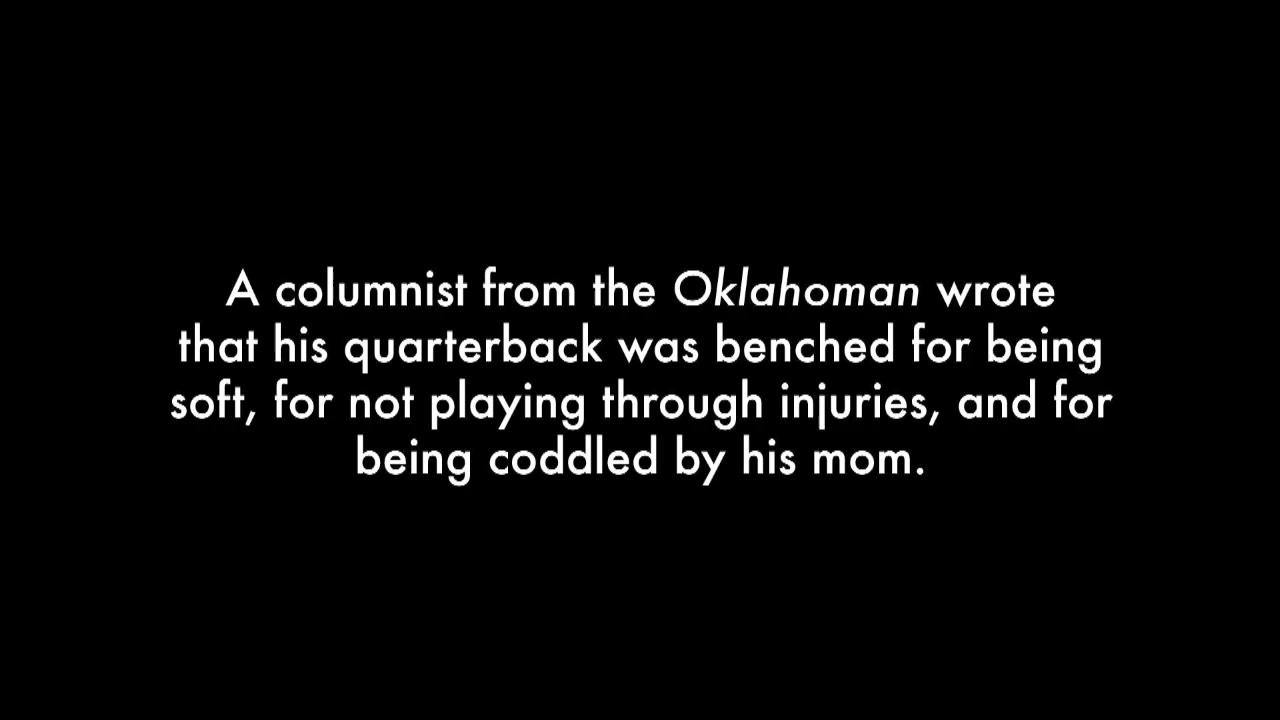 A columnist from the Oklahoman wrote
that his quarterback was benched for being
soft, for not playing through injuries, and for
being coddled by his mom.